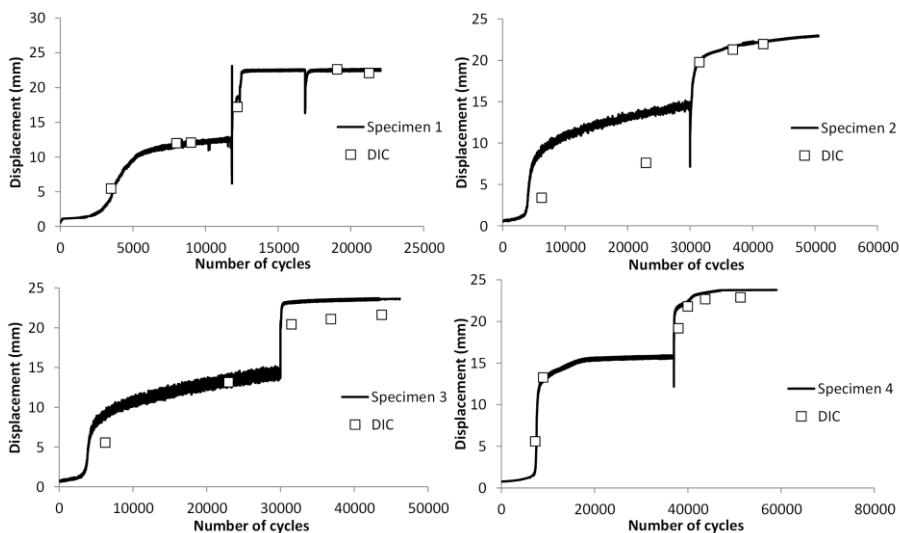 30
25
20
15
10
5
0
Displacement (mm)
Specimen 1
DIC
0 5000 10000 15000 20000 25000
Number of cycles
25
20
15
10
5
0
Displacement (mm)
Specimen 2
DIC
0 10000 20000 30000 40000 50000 60000
Number of cycles
25
20
15
10
5
0
Displacement (mm)
Specimen 3
DIC
0 10000 20000 30000 40000 50000
Number of cycles
25
20
15
10
5
0
Displacement (mm)
Specimen 4
DIC
0 20000 40000 60000 80000
Number of cycles